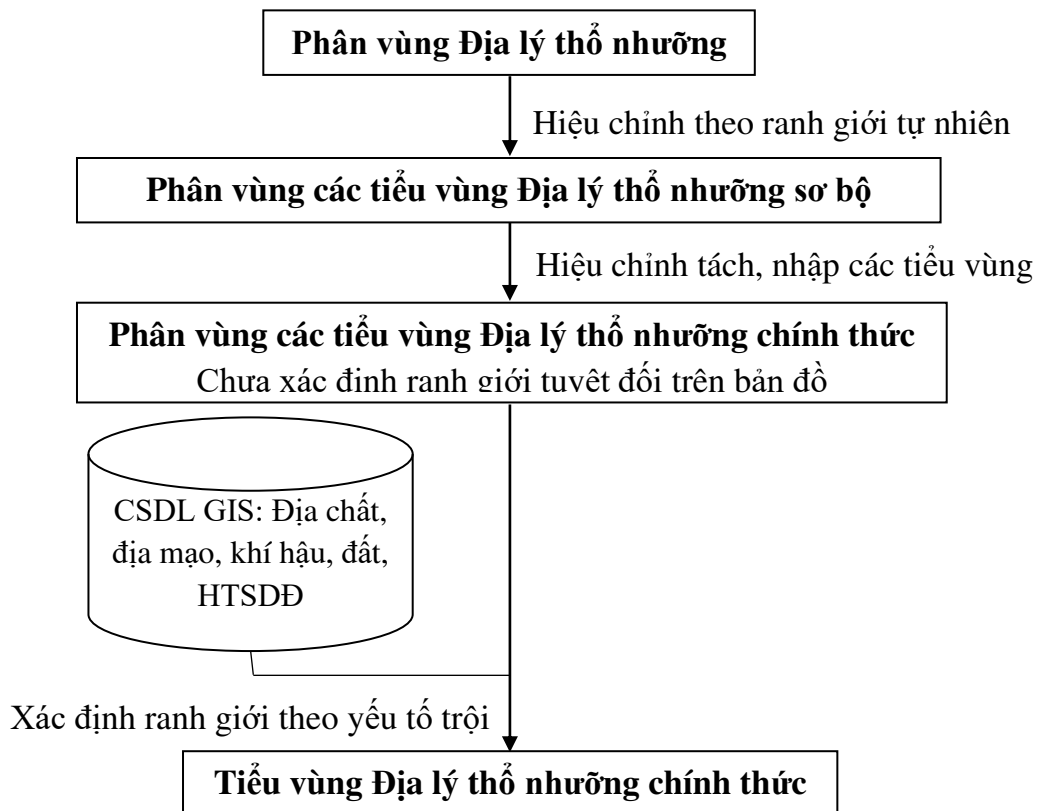 Phân vùng Địa lý thổ nhưỡng
Hiệu chỉnh theo ranh giới tự nhiên
Phân vùng các tiểu vùng Địa lý thổ nhưỡng sơ bộ
Hiệu chỉnh tách, nhập các tiểu vùng
Phân vùng các tiểu vùng Địa lý thổ nhưỡng chính thức
Chưa xác định ranh giới tuyệt đối trên bản đồ
CSDL GIS: Địa chất,
địa mạo, khí hậu, đất,
HTSDĐ
Xác định ranh giới theo yếu tố trội
Tiểu vùng Địa lý thổ nhưỡng chính thức